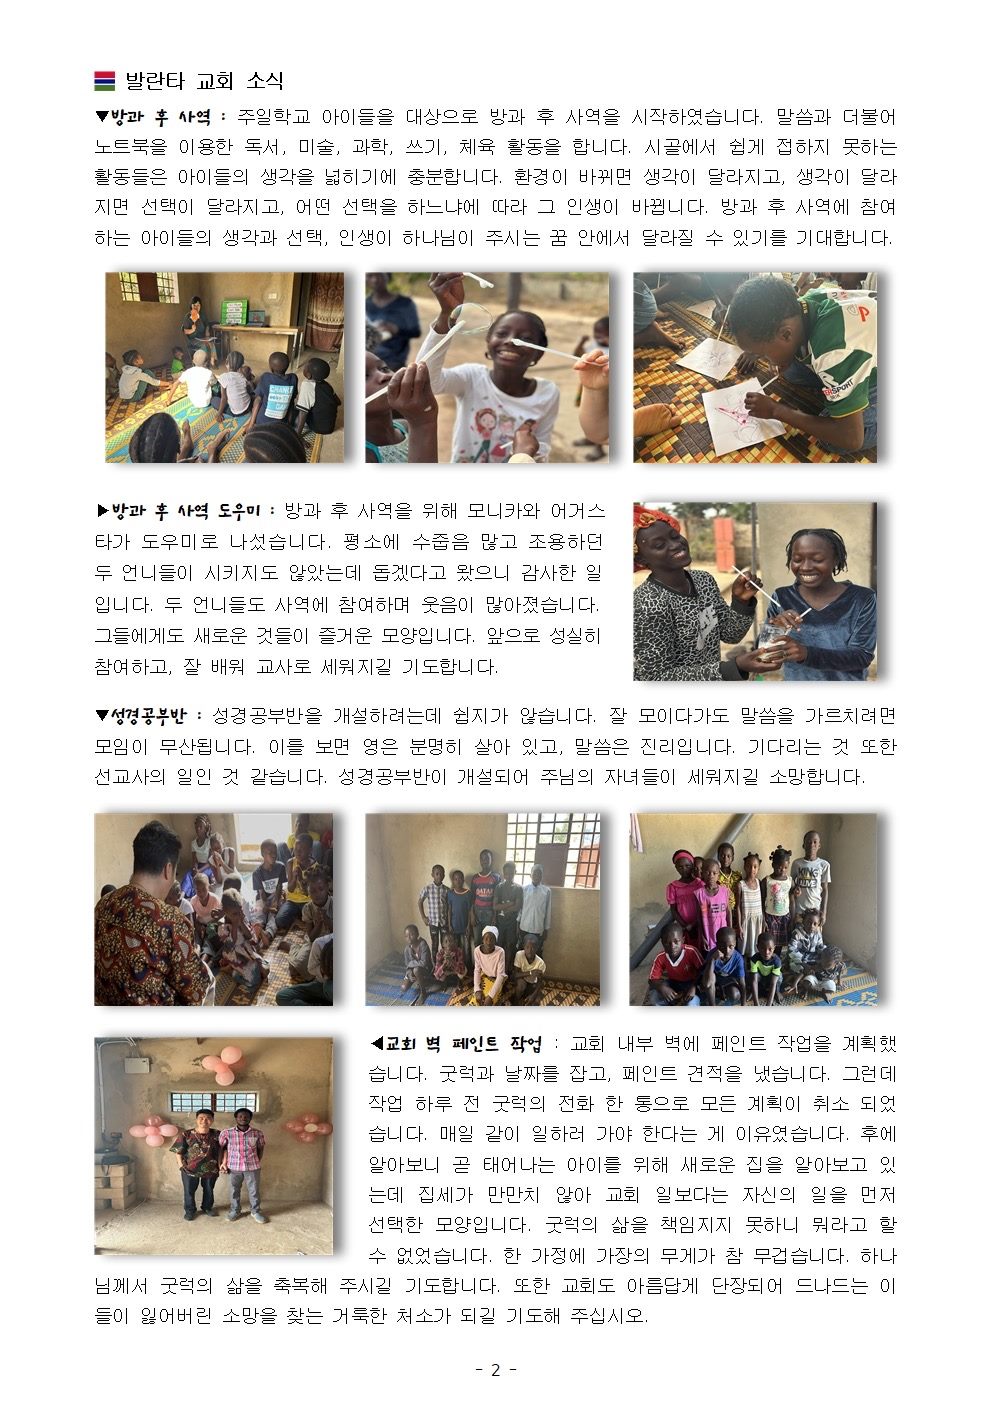 발란타 교회 소식
▼방과 후 사역 : 주일학교 아이들을 대상으로 방과 후 사역을 시작하였습니다. 말씀과 더불어
노트북을 이용한 독서, 미술, 과학, 쓰기, 체육 활동을 합니다. 시골에서 쉽게 접하지 못하는
활동들은 아이들의 생각을 넓히기에 충분합니다. 환경이 바뀌면 생각이 달라지고, 생각이 달라
지면 선택이 달라지고, 어떤 선택을 하느냐에 따라 그 인생이 바뀝니다. 방과 후 사역에 참여
하는 아이들의 생각과 선택, 인생이 하나님이 주시는 꿈 안에서 달라질 수 있기를 기대합니다.
▶방과 후 사역 도우미 : 방과 후 사역을 위해 모니카와 어거스
타가 도우미로 나섰습니다. 평소에 수줍음 많고 조용하던
두 언니들이 시키지도 않았는데 돕겠다고 왔으니 감사한 일
입니다. 두 언니들도 사역에 참여하며 웃음이 많아졌습니다.
그들에게도 새로운 것들이 즐거운 모양입니다. 앞으로 성실히
참여하고, 잘 배워 교사로 세워지길 기도합니다.
▼성경공부반 : 성경공부반을 개설하려는데 쉽지가 않습니다. 잘 모이다가도 말씀을 가르치려면
모임이 무산됩니다. 이를 보면 영은 분명히 살아 있고, 말씀은 진리입니다. 기다리는 것 또한
선교사의 일인 것 같습니다. 성경공부반이 개설되어 주님의 자녀들이 세워지길 소망합니다.
◀교회 벽 페인트 작업 : 교회 내부 벽에 페인트 작업을 계획했
습니다. 굿럭과 날짜를 잡고, 페인트 견적을 냈습니다. 그런데
작업 하루 전 굿럭의 전화 한 통으로 모든 계획이 취소 되었
습니다. 매일 같이 일하러 가야 한다는 게 이유였습니다. 후에
알아보니 곧 태어나는 아이를 위해 새로운 집을 알아보고 있
는데 집세가 만만치 않아 교회 일보다는 자신의 일을 먼저
선택한 모양입니다. 굿럭의 삶을 책임지지 못하니 뭐라고 할
수 없었습니다. 한 가정에 가장의 무게가 참 무겁습니다. 하나
님께서 굿럭의 삶을 축복해 주시길 기도합니다. 또한 교회도 아름답게 단장되어 드나드는 이
들이 잃어버린 소망을 찾는 거룩한 처소가 되길 기도해 주십시오.
- 2 -